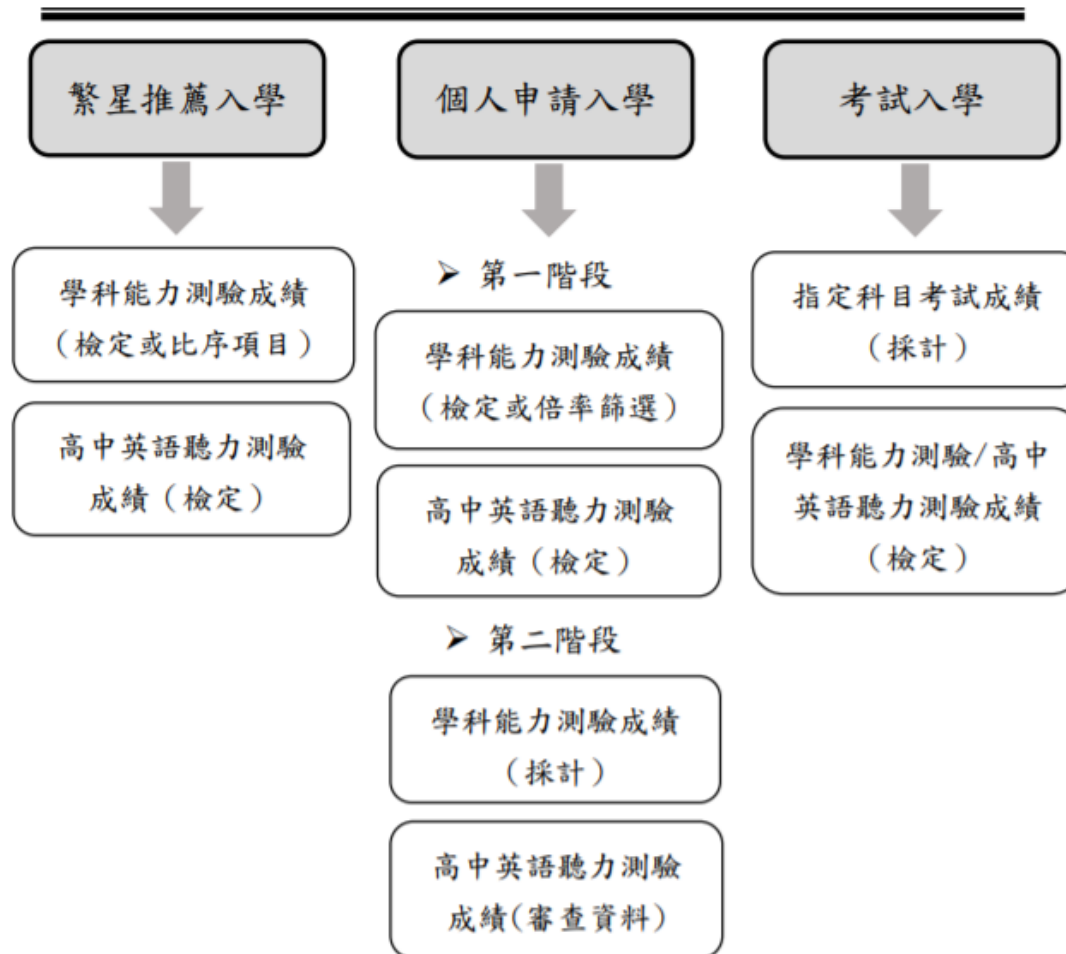 繁星推薦入學
學科能力測驗成績
（檢定或比序項目）
高中英語聽力測驗
成績（檢定）
個人申請入學
➢ 第一階段
學科能力測驗成績
（檢定或倍率篩選）
高中英語聽力測驗
成績（檢定）
➢ 第二階段
學科能力測驗成績
（採計）
高中英語聽力測驗
成績(審查資料)
考試入學
指定科目考試成績
（採計）
學科能力測驗/高中
英語聽力測驗成績
（檢定）